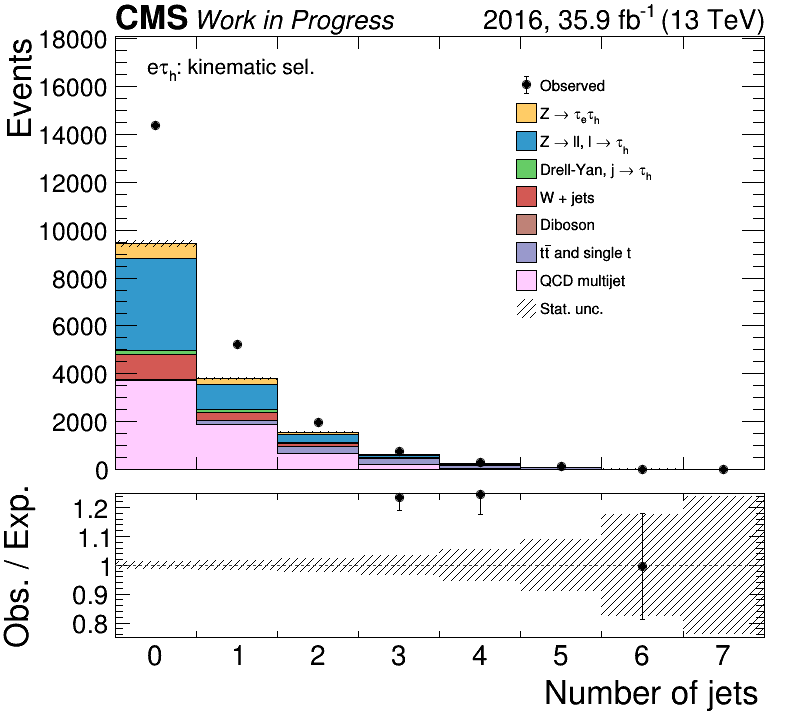 CMS Work in Progress 2016, 35.9 fb⁻¹ (13 TeV)
eτₕ: kinematic sel.
Events
18000
16000
14000
12000
10000
8000
6000
4000
2000
0
Observed
Z → τₑτₕ
Z → ll, l → τₕ
Drell-Yan, j → τₕ
W + jets
Diboson
tt̅ and single t
QCD multijet
Stat. unc.
Obs. / Exp.
1.2
1.1
1
0.9
0.8
0 1 2 3 4 5 6 7
Number of jets